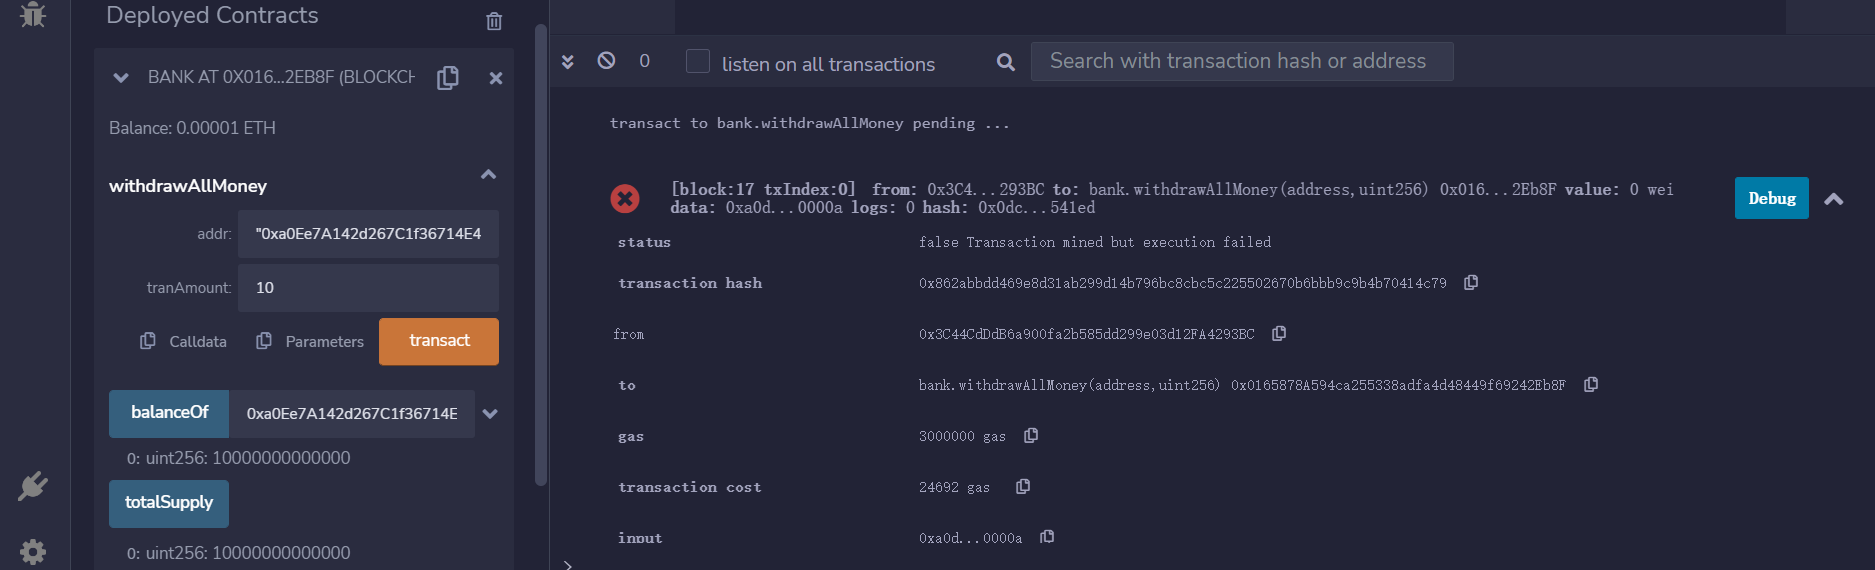 Deployed Contracts
BANK AT 0X016...2EB8F (BLOCKCH
Balance: 0.00001 ETH
withdrawAllMoney
addr: "0xa0Ee7A142d267C1f36714E4
tranAmount: 10
Calldata Parameters transact
balanceOf 0xa0Ee7A142d267C1f36714E
0: uint256: 10000000000000
totalSupply
0: uint256: 10000000000000
0 listen on all transactions Search with transaction hash or address
transact to bank.withdrawAllMoney pending ...
[block:17 txIndex:0] from: 0x3C4...293BC to: bank.withdrawAllMoney(address,uint256) 0x016...2Eb8F value: 0 wei
data: 0xa0d...0000a logs: 0 hash: 0x0dc...541ed
Debug
status false Transaction mined but execution failed
transaction hash 0x862abbdd469e8d31ab299d14b796bc8cbc5c225502670b6bbb9c9b4b70414c79
from 0x3C44CdDdB6a900fa2b585dd299e03d12FA4293BC
to bank.withdrawAllMoney(address,uint256) 0x0165878A594ca255338adfa4d48449f69242Eb8F
gas 3000000 gas
transaction cost 24692 gas
input 0xa0d...0000a
>